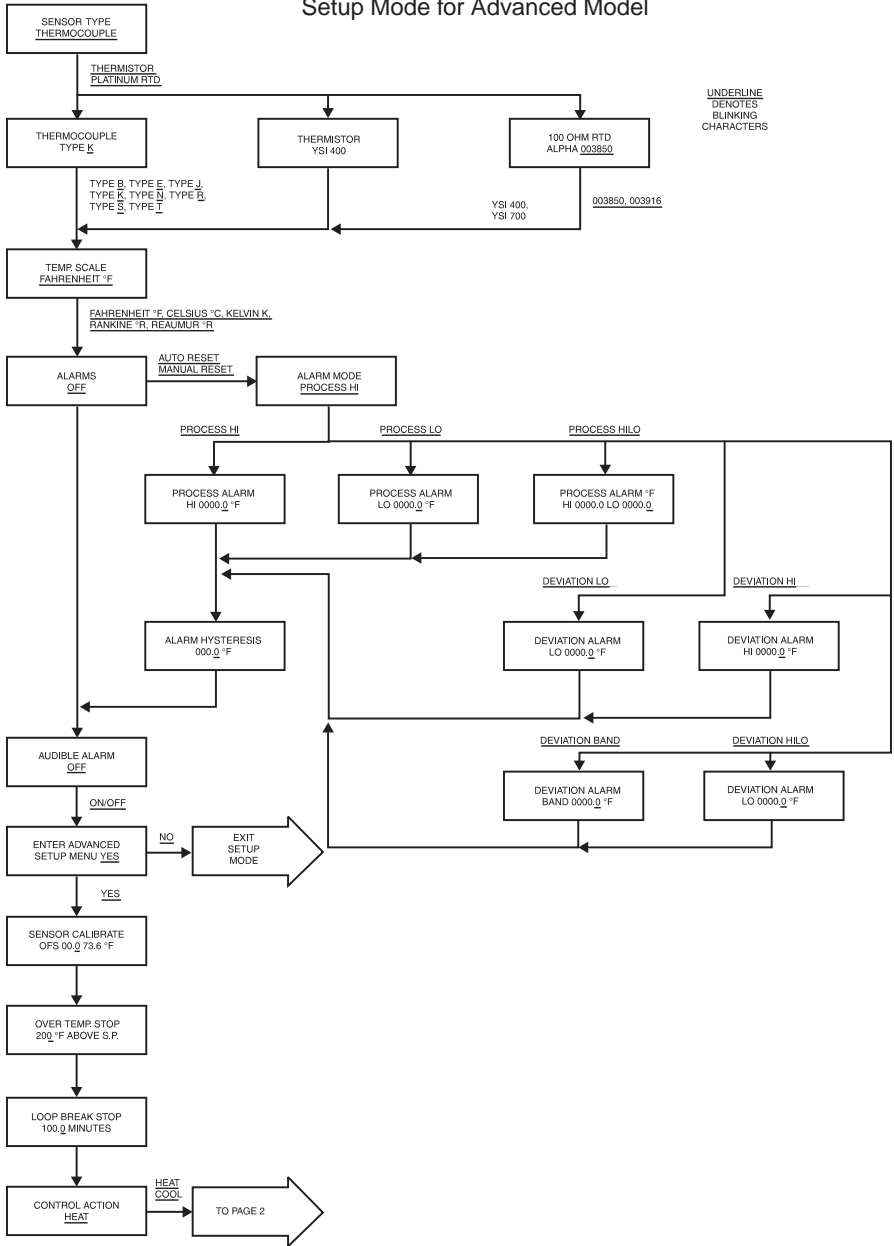 Setup Mode for Advanced Model
SENSOR TYPE
THERMOCOUPLE
THERMISTOR
PLATINUM RTD
UNDERLINE
DENOTES
BLINKING
CHARACTERS
THERMOCOUPLE
TYPE K
THERMISTOR
YSI 400
100 OHM RTD
ALPHA 003850
TYPE B, TYPE E, TYPE J,
TYPE K, TYPE N, TYPE R,
TYPE S, TYPE T
YSI 400,
YSI 700
003850, 003916
TEMP. SCALE
FAHRENHEIT °F
FAHRENHEIT °F, CELSIUS °C, KELVIN K,
RANKINE °R, REAUMUR °R
ALARMS
OFF
AUTO RESET
MANUAL RESET
ALARM MODE
PROCESS HI
PROCESS HI
PROCESS LO
PROCESS HILO
PROCESS ALARM
HI 0000.0 °F
PROCESS ALARM
LO 0000.0 °F
PROCESS ALARM °F
HI 0000.0 LO 0000.0
DEVIATION LO
DEVIATION HI
ALARM HYSTERESIS
000.0 °F
DEVIATION ALARM
LO 0000.0 °F
DEVIATION ALARM
HI 0000.0 °F
AUDIBLE ALARM
OFF
DEVIATION BAND
DEVIATION HILO
DEVIATION ALARM
BAND 0000.0 °F
DEVIATION ALARM
LO 0000.0 °F
ON/OFF
ENTER ADVANCED
SETUP MENU YES
NO
EXIT
SETUP
MODE
YES
SENSOR CALIBRATE
OFS 00.0 73.6 °F
OVER TEMP. STOP
200 °F ABOVE S.P.
LOOP BREAK STOP
100.0 MINUTES
CONTROL ACTION
HEAT
HEAT
COOL
TO PAGE 2